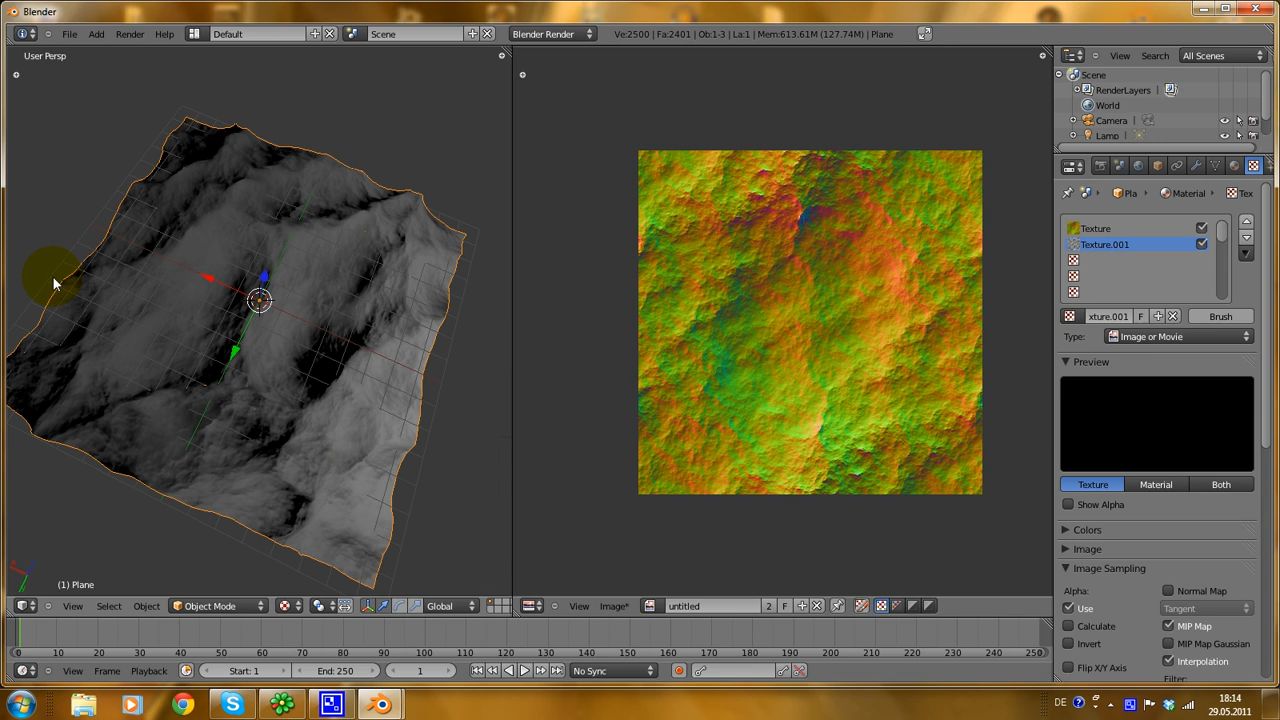 Blender
File Add Render Help Default Scene Blender Render Ve:2500 | Fa:2401 | Ob:1-3 | La:1 | Mem:613.61M (127.74M) | Plane
User Persp
View Search All Scenes
Scene
RenderLayers |
World
Camera |
Lamp |
Pla Material Tex
Texture
Texture.001
xture.001 F Brush
Type: Image or Movie
Preview
Texture Material Both
Show Alpha
Colors
Image
Image Sampling
Alpha: Normal Map
Use Tangent
Calculate MIP Map
Invert MIP Map Gaussian
Interpolation
Flip X/Y Axis
Filter:
(1) Plane
View Select Object Object Mode Global
View Image* untitled 2 F
0 10 20 30 40 50 60 70 80 90 100 110 120 130 140 150 160 170 180 190 200 210 220 230 240 250
View Frame Playback Start: 1 End: 250 1 No Sync
DE 18:14
29.05.2011